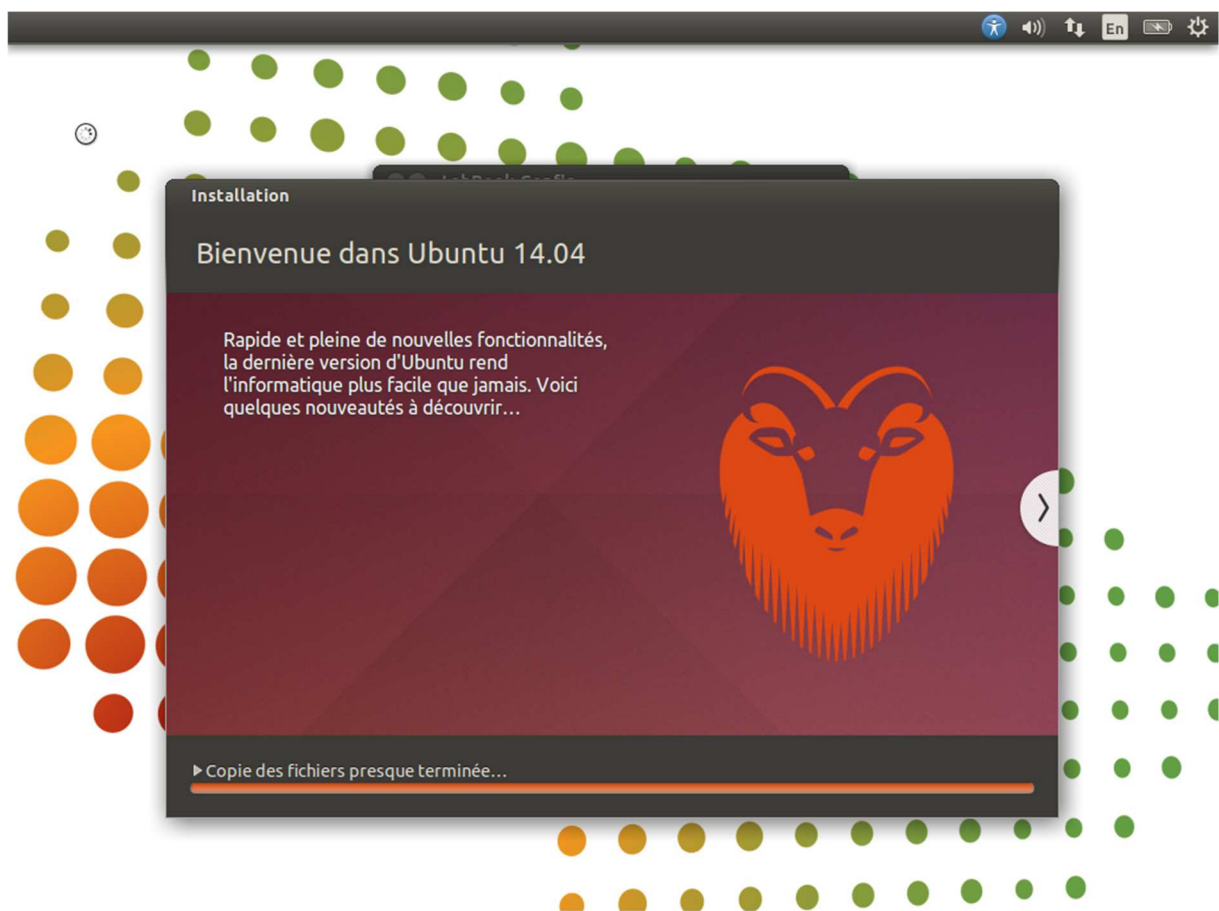 En
Installation
Bienvenue dans Ubuntu 14.04
Rapide et pleine de nouvelles fonctionnalités,
la dernière version d'Ubuntu rend
l'informatique plus facile que jamais. Voici
quelques nouveautés à découvrir…
Copie des fichiers presque terminée…